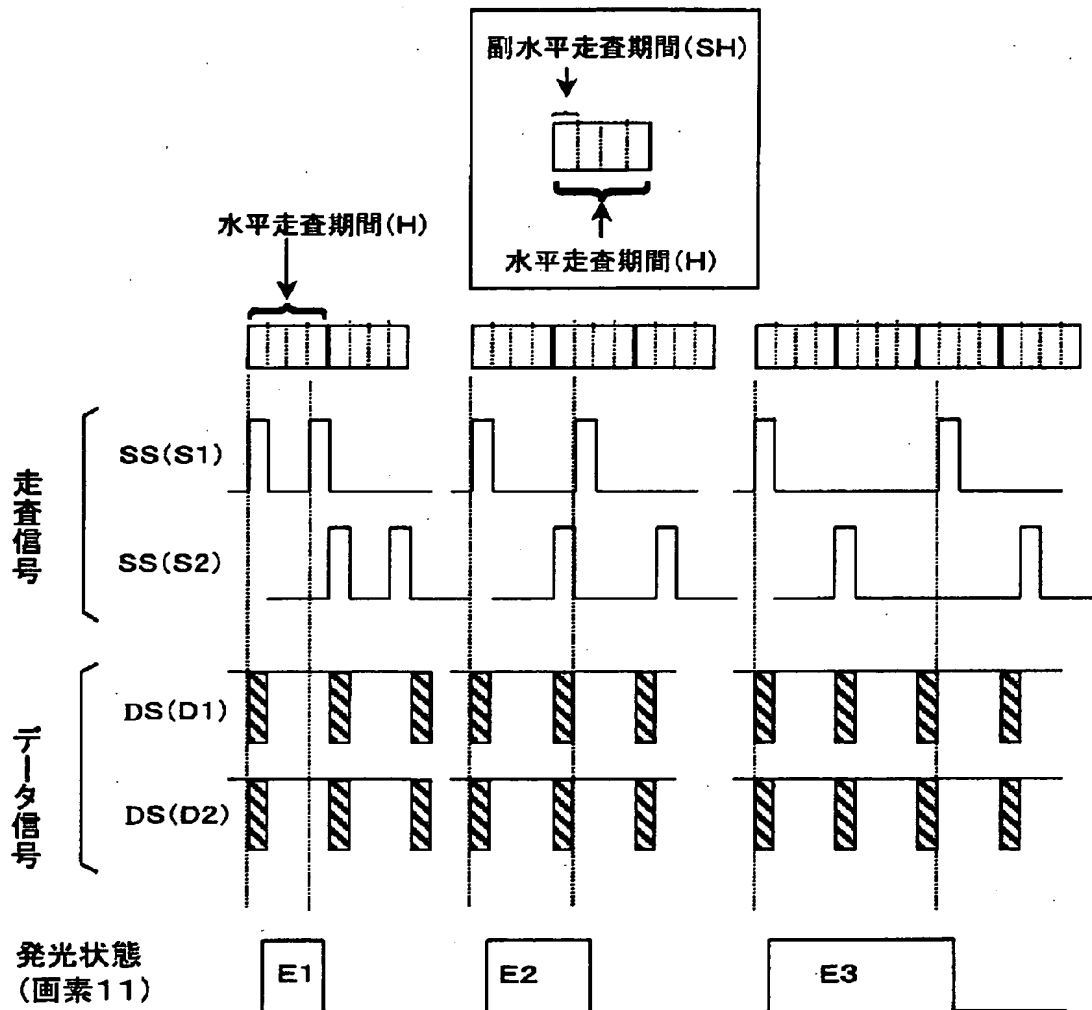 副水平走査期間(SH)
水平走査期間(H)
水平走査期間(H)
走査信号
SS(S1)
SS(S2)
データ信号
DS(D1)
DS(D2)
発光状態
(画素11)
E1
E2
E3